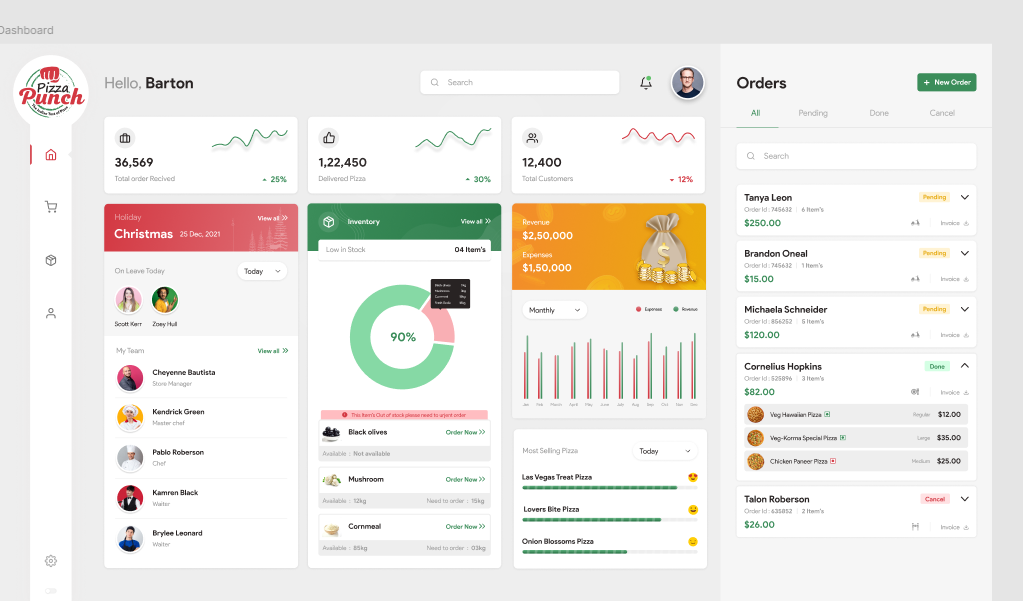 Dashboard
Pizza
Punch
Hello, Barton
Search
36,569
Total order Recived
25%
1,22,450
Delivered Pizza
30%
12,400
Total Customers
12%
Holiday
View all
Christmas 25 Dec, 2021
On Leave Today
Today
Scott Kerr
Zoey Hull
My Team
View all
Cheyenne Bautista
Store Manager
Kendrick Green
Master chef
Pablo Roberson
Chef
Kamren Black
Waiter
Brylee Leonard
Waiter
Inventory
View all
Low in Stock
04 Item's
90%
This Item's Out of stock please need to urjent order
Black olives
Order Now
Available : Not available
Mushroom
Order Now
Available : 12kg
Need to order : 15kg
Cornmeal
Order Now
Available : 85kg
Need to order : 03kg
Revenue
$2,50,000
Expenses
$1,50,000
$
Monthly
Expenses
Revenue
Jan Feb March April May June July Aug Sep Oct Nov Dec
Most Selling Pizza
Today
Las Vegas Treat Pizza
Lovers Bite Pizza
Onion Blossoms Pizza
Orders
+ New Order
All
Pending
Done
Cancel
Search
Tanya Leon
Pending
Order Id : 745632 | 6 Item's
$250.00
Invoice
Brandon Oneal
Pending
Order Id : 745632 | 1 Item's
$15.00
Invoice
Michaela Schneider
Pending
Order Id : 856252 | 5 Item's
$120.00
Invoice
Cornelius Hopkins
Done
Order Id : 525896 | 3 Item's
$82.00
Invoice
Veg Hawaiian Pizza
Regular
$12.00
Veg-Korma Special Pizza
Large
$35.00
Chicken Paneer Pizza
Medium
$25.00
Talon Roberson
Cancel
Order Id : 635852 | 2 Item's
$26.00
Invoice